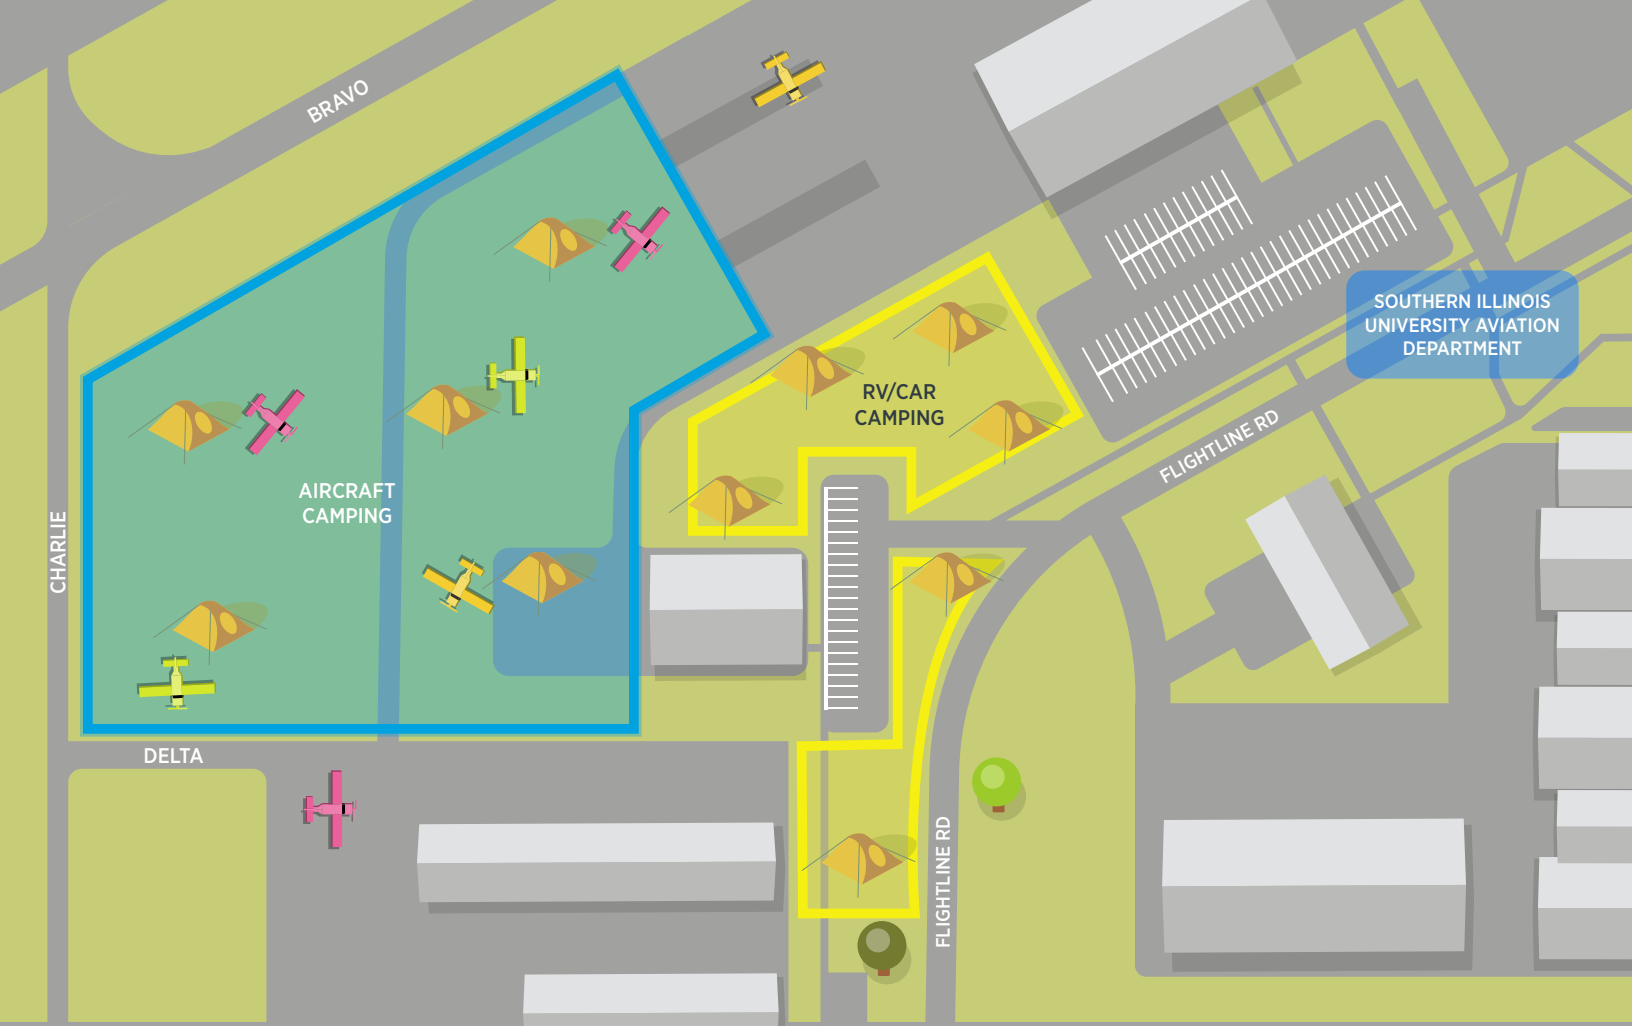 BRAVO
SOUTHERN ILLINOIS
UNIVERSITY AVIATION
DEPARTMENT
RV/CAR
CAMPING
FLIGHTLINE RD
AIRCRAFT
CAMPING
CHARLIE
DELTA
FLIGHTLINE RD